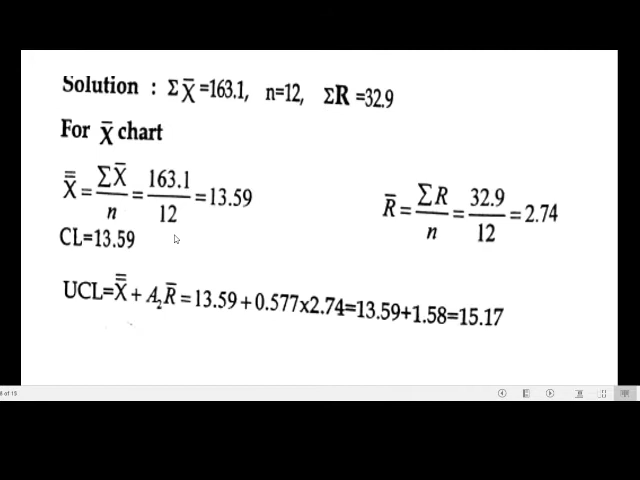 Solution : ΣX̄ =163.1, n=12, ΣR =32.9
For X̄ chart
X̿ = ΣX̄ / n = 163.1 / 12 = 13.59
R̄ = ΣR / n = 32.9 / 12 = 2.74
CL=13.59
UCL=X̿ + A₂R̄ = 13.59 + 0.577x2.74=13.59+1.58=15.17
of 15